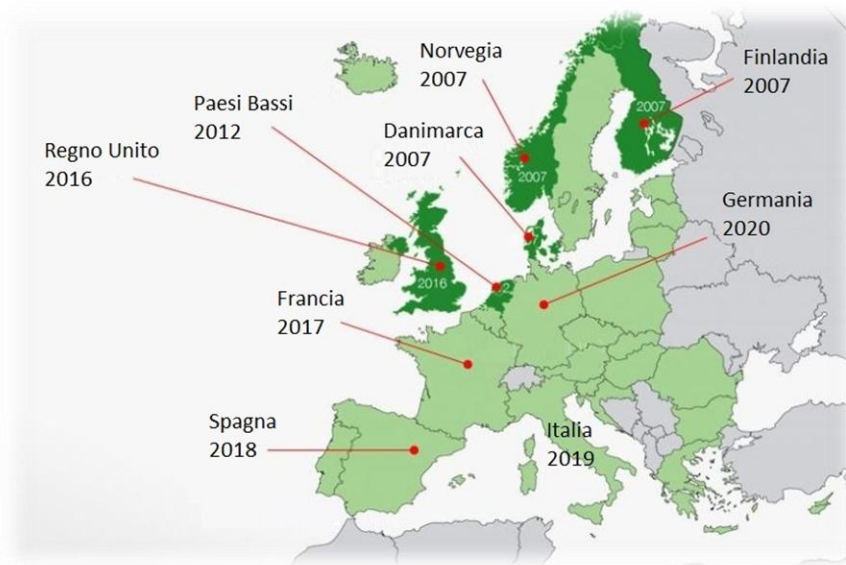 Norvegia
2007
Finlandia
2007
Paesi Bassi
2012
Danimarca
2007
Regno Unito
2016
2007
2007
Germania
2020
2016
Francia
2017
Spagna
2018
Italia
2019